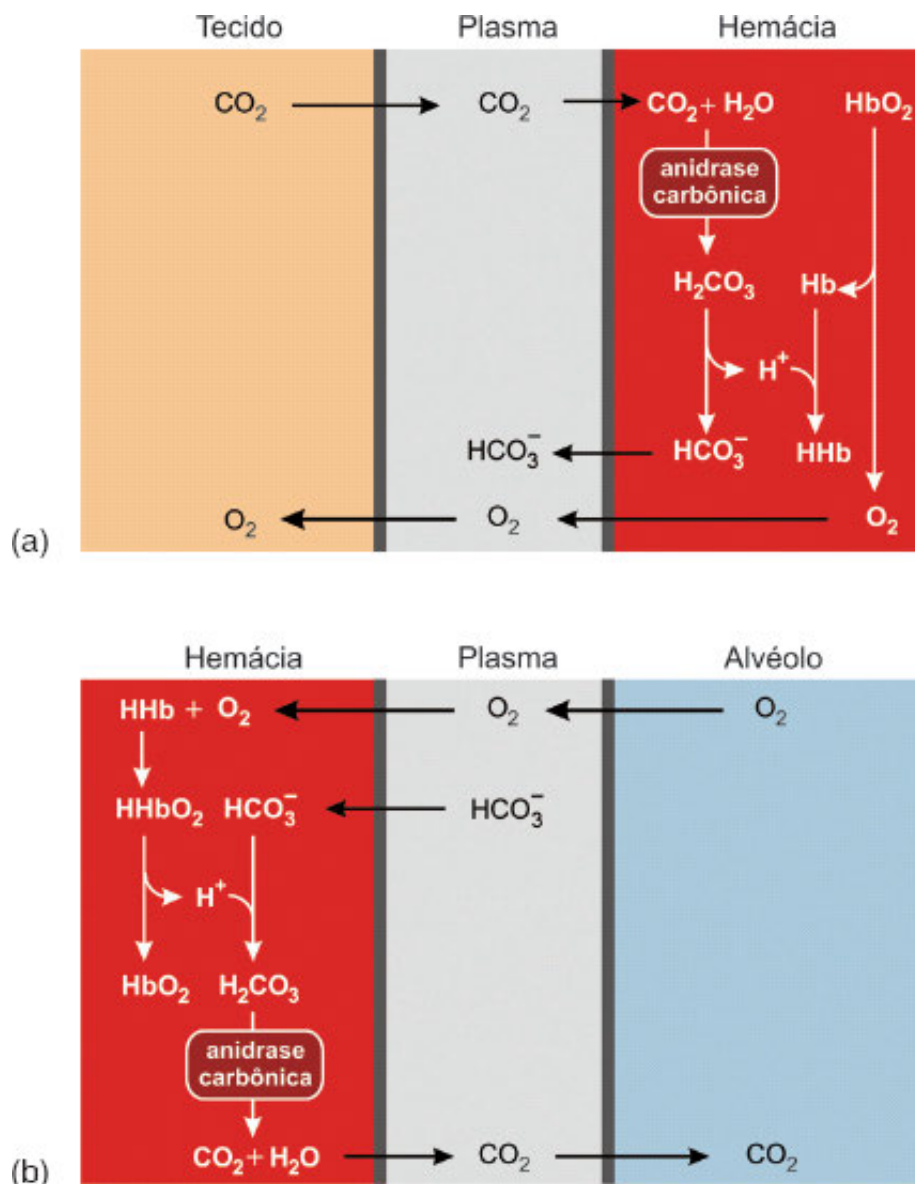 Tecido Plasma Hemácia
CO₂ CO₂ CO₂ + H₂O HbO₂
anidrase
carbônica
H₂CO₃ Hb
H⁺
HCO₃⁻ HCO₃⁻ HHb
O₂ O₂ O₂
(a)
Hemácia Plasma Alvéolo
HHb + O₂ O₂ O₂
HHbO₂ HCO₃⁻ HCO₃⁻
H⁺
HbO₂ H₂CO₃
anidrase
carbônica
CO₂ + H₂O CO₂ CO₂
(b)